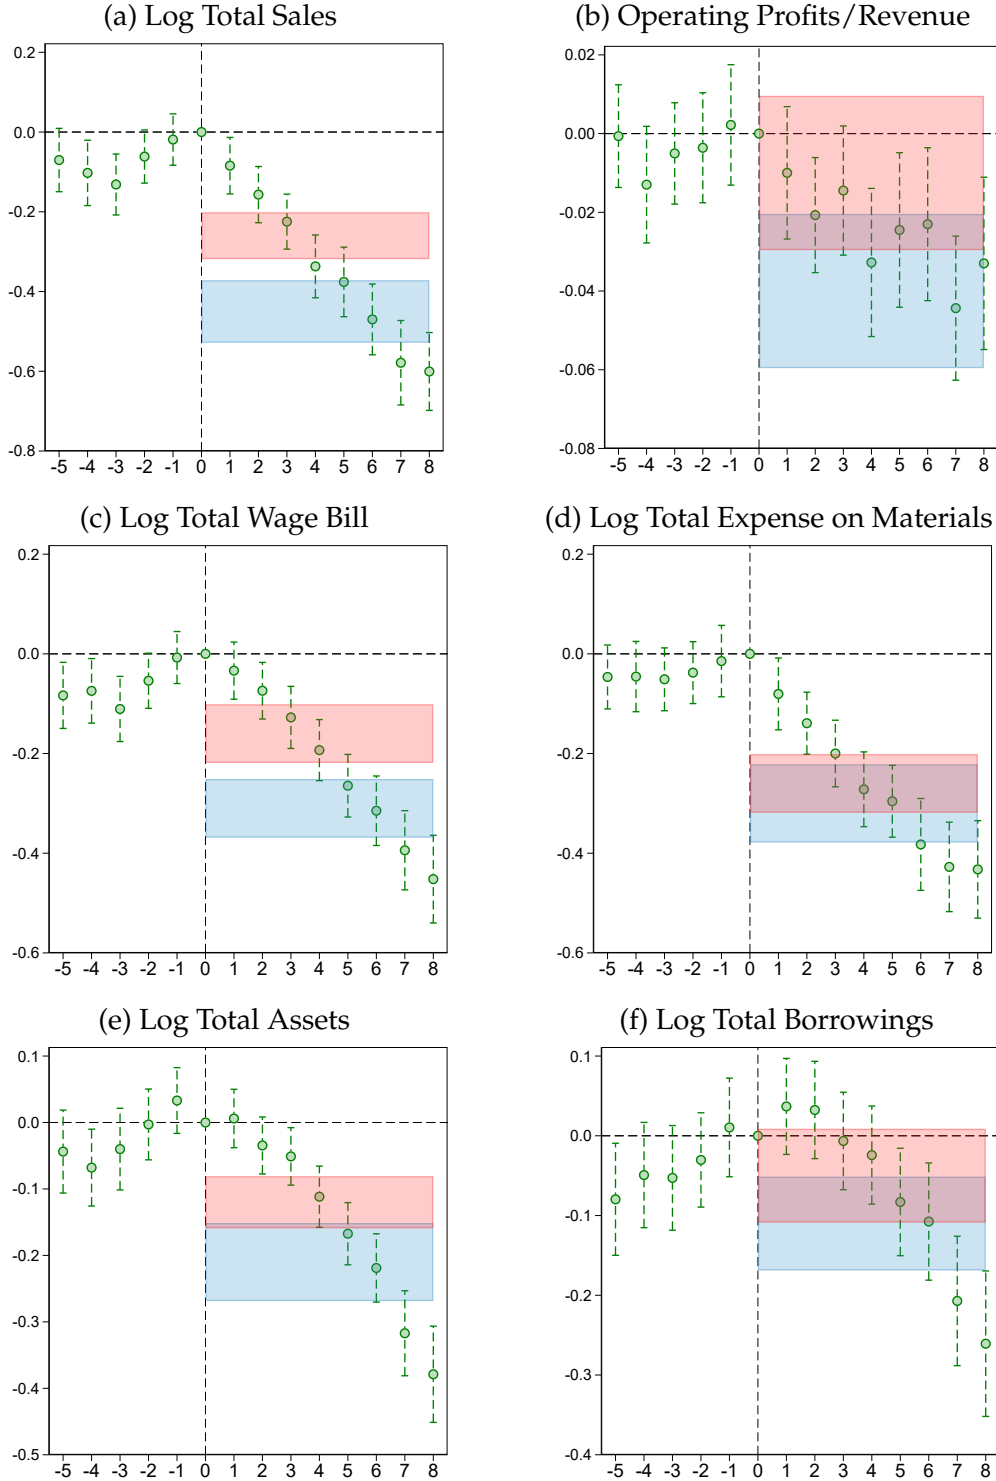 (a) Log Total Sales
0.2
0.0
-0.2
-0.4
-0.6
-0.8
-5 -4 -3 -2 -1 0 1 2 3 4 5 6 7 8
(b) Operating Profits/Revenue
0.02
0.00
-0.02
-0.04
-0.06
-0.08
-5 -4 -3 -2 -1 0 1 2 3 4 5 6 7 8
(c) Log Total Wage Bill
0.2
0.0
-0.2
-0.4
-0.6
-5 -4 -3 -2 -1 0 1 2 3 4 5 6 7 8
(d) Log Total Expense on Materials
0.2
0.0
-0.2
-0.4
-0.6
-5 -4 -3 -2 -1 0 1 2 3 4 5 6 7 8
(e) Log Total Assets
0.1
0.0
-0.1
-0.2
-0.3
-0.4
-0.5
-5 -4 -3 -2 -1 0 1 2 3 4 5 6 7 8
(f) Log Total Borrowings
0.1
0.0
-0.1
-0.2
-0.3
-0.4
-5 -4 -3 -2 -1 0 1 2 3 4 5 6 7 8